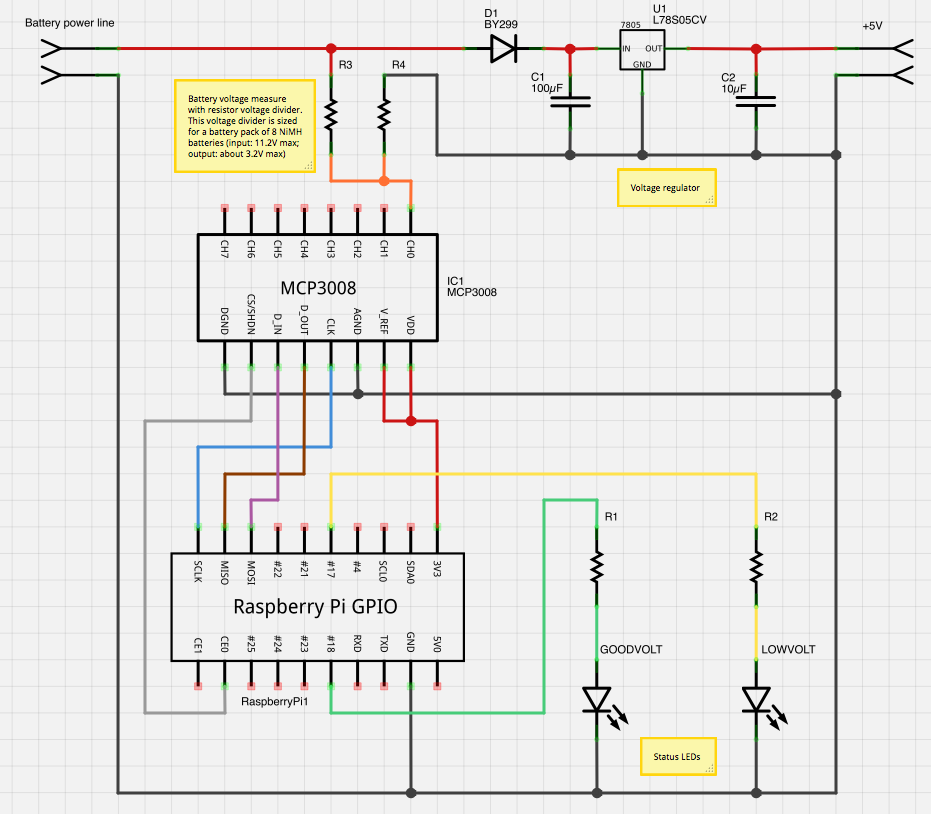 Battery power line
D1
BY299
U1
L78S05CV
7805
IN
OUT
GND
+5V
R3
R4
C1
100µF
C2
10µF
Battery voltage measure
with resistor voltage divider.
This voltage divider is sized
for a battery pack of 8 NiMH
batteries (input: 11.2V max;
output: about 3.2V max)
Voltage regulator
CH7
CH6
CH5
CH4
CH3
CH2
CH1
CH0
MCP3008
IC1
MCP3008
DGND
CS/SHDN
D_IN
D_OUT
CLK
AGND
V_REF
VDD
R1
R2
SCLK
MISO
MOSI
#22
#21
#17
#4
SCL0
SDA0
3V3
Raspberry Pi GPIO
CE1
CE0
#25
#24
#23
#18
RXD
TXD
GND
5V0
RaspberryPi1
GOODVOLT
LOWVOLT
Status LEDs